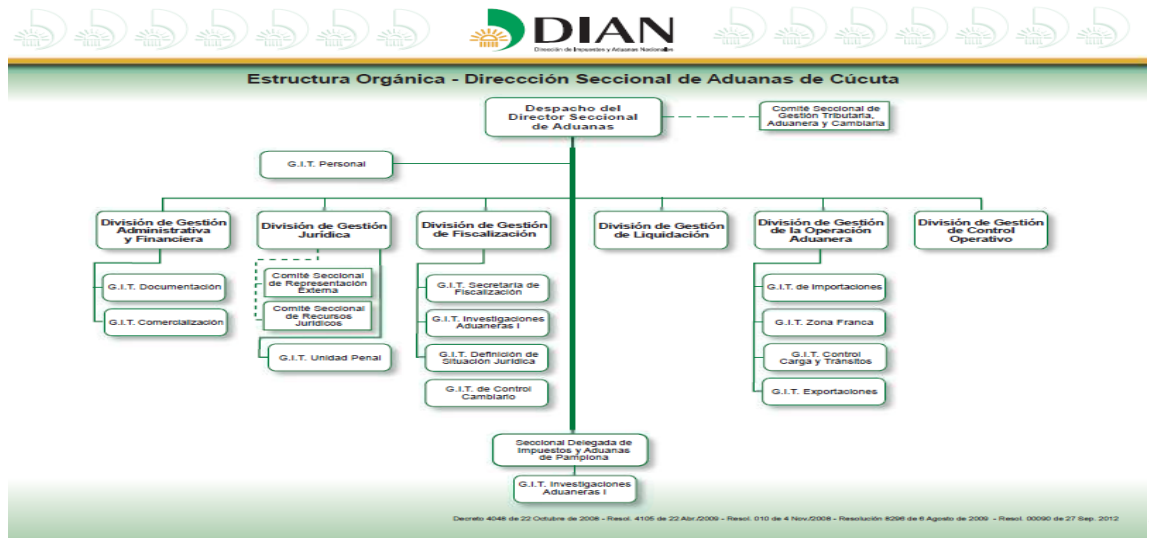 DIAN
Dirección de Impuestos y Aduanas Nacionales
Estructura Orgánica - Direccción Seccional de Aduanas de Cúcuta
Despacho del
Director Seccional
de Aduanas
Comité Seccional de
Gestión Tributaria,
Aduanera y Cambiaria
G.I.T. Personal
División de Gestión
Administrativa
y Financiera
División de Gestión
Jurídica
División de Gestión
de Fiscalización
División de Gestión
de Liquidación
División de Gestión
de la Operación
Aduanera
División de Gestión
de Control
Operativo
G.I.T. Documentación
G.I.T. Comercialización
Comité Seccional
de Representación
Externa
Comité Seccional
de Recursos
Jurídicos
G.I.T. Unidad Penal
G.I.T. Secretaría de
Fiscalización
G.I.T. Investigaciones
Aduaneras I
G.I.T. Definición de
Situación Jurídica
G.I.T. de Control
Cambiario
G.I.T. de Importaciones
G.I.T. Zona Franca
G.I.T. Control
Carga y Tránsitos
G.I.T. Exportaciones
Seccional Delegada de
Impuestos y Aduanas
de Pamplona
G.I.T. Investigaciones
Aduaneras I
Decreto 4048 de 22 Octubre de 2008 - Resol. 4105 de 22 Abr./2009 - Resol. 010 de 4 Nov./2008 - Resolución 8296 de 6 Agosto de 2009 - Resol. 00090 de 27 Sep. 2012